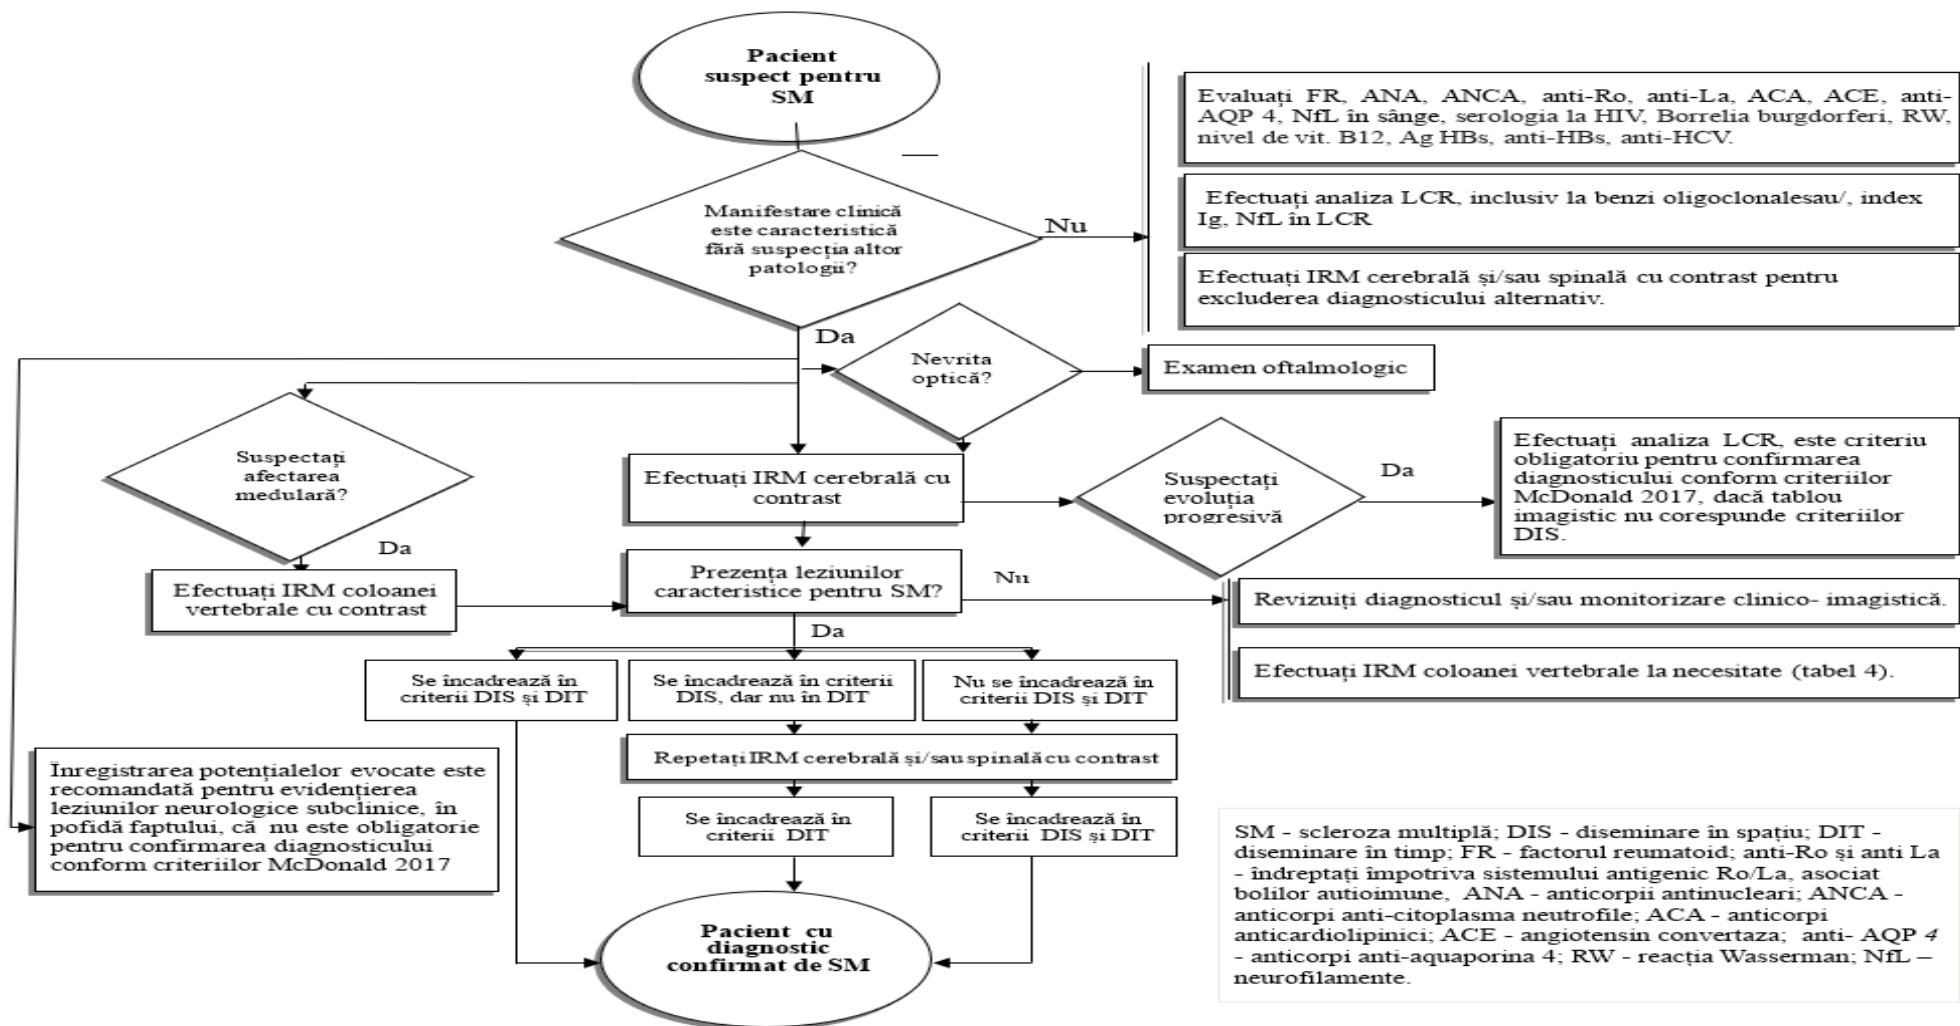 Pacient
suspect pentru
SM
Evaluați FR, ANA, ANCA, anti-Ro, anti-La, ACA, ACE, anti-
AQP 4, NfL în sânge, serologia la HIV, Borrelia burgdorferi, RW,
nivel de vit. B12, Ag HBs, anti-HBs, anti-HCV.
Manifestare clinică
este caracteristică
fără suspecția altor
patologii?
Nu
Efectuați analiza LCR, inclusiv la benzi oligoclonalesau/, index
Ig, NfL în LCR
Efectuați IRM cerebrală și/sau spinală cu contrast pentru
excluderea diagnosticului alternativ.
Da
Nevrita
optică?
Examen oftalmologic
Suspectați
afectarea
medulară?
Da
Efectuați IRM cerebrală cu
contrast
Suspectați
evoluția
progresivă
Da
Efectuați analiza LCR, este criteriu
obligatoriu pentru confirmarea
diagnosticului conform criteriilor
McDonald 2017, dacă tablou
imagistic nu corespunde criteriilor
DIS.
Efectuați IRM coloanei
vertebrale cu contrast
Prezența leziunilor
caracteristice pentru SM?
Nu
Revizuiți diagnosticul și/sau monitorizare clinico- imagistică.
Efectuați IRM coloanei vertebrale la necesitate (tabel 4).
Da
Se încadrează în
criterii DIS și DIT
Se încadrează în criterii
DIS, dar nu în DIT
Nu se încadrează în
criterii DIS și DIT
Repetați IRM cerebrală și/sau spinală cu contrast
Se încadrează în
criterii DIT
Se încadrează în
criterii DIS și DIT
Înregistrarea potențialelor evocate este
recomandată pentru evidențierea
leziunilor neurologice subclinice, în
pofidă faptului, că nu este obligatorie
pentru confirmarea diagnosticului
conform criteriilor McDonald 2017
Pacient cu
diagnostic
confirmat de SM
SM - scleroza multiplă; DIS - diseminare în spațiu; DIT -
diseminare în timp; FR - factorul reumatoid; anti-Ro și anti La
- îndreptați împotriva sistemului antigenic Ro/La, asociat
bolilor autoimune, ANA - anticorpii antinucleari; ANCA -
anticorpi anti-citoplasma neutrofile; ACA - anticorpi
anticardiolipinici; ACE - angiotensin convertaza; anti- AQP 4
- anticorpi anti-aquaporina 4; RW - reacția Wasserman; NfL –
neurofilamente.